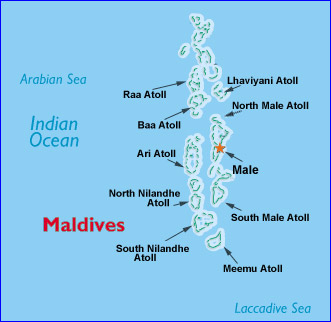 Arabian Sea
Lhaviyani Atoll
Raa Atoll
North Male Atoll
Baa Atoll
Indian
Ocean
Ari Atoll
Male
North Nilandhe
Atoll
South Male Atoll
Maldives
South Nilandhe
Atoll
Meemu Atoll
Laccadive Sea